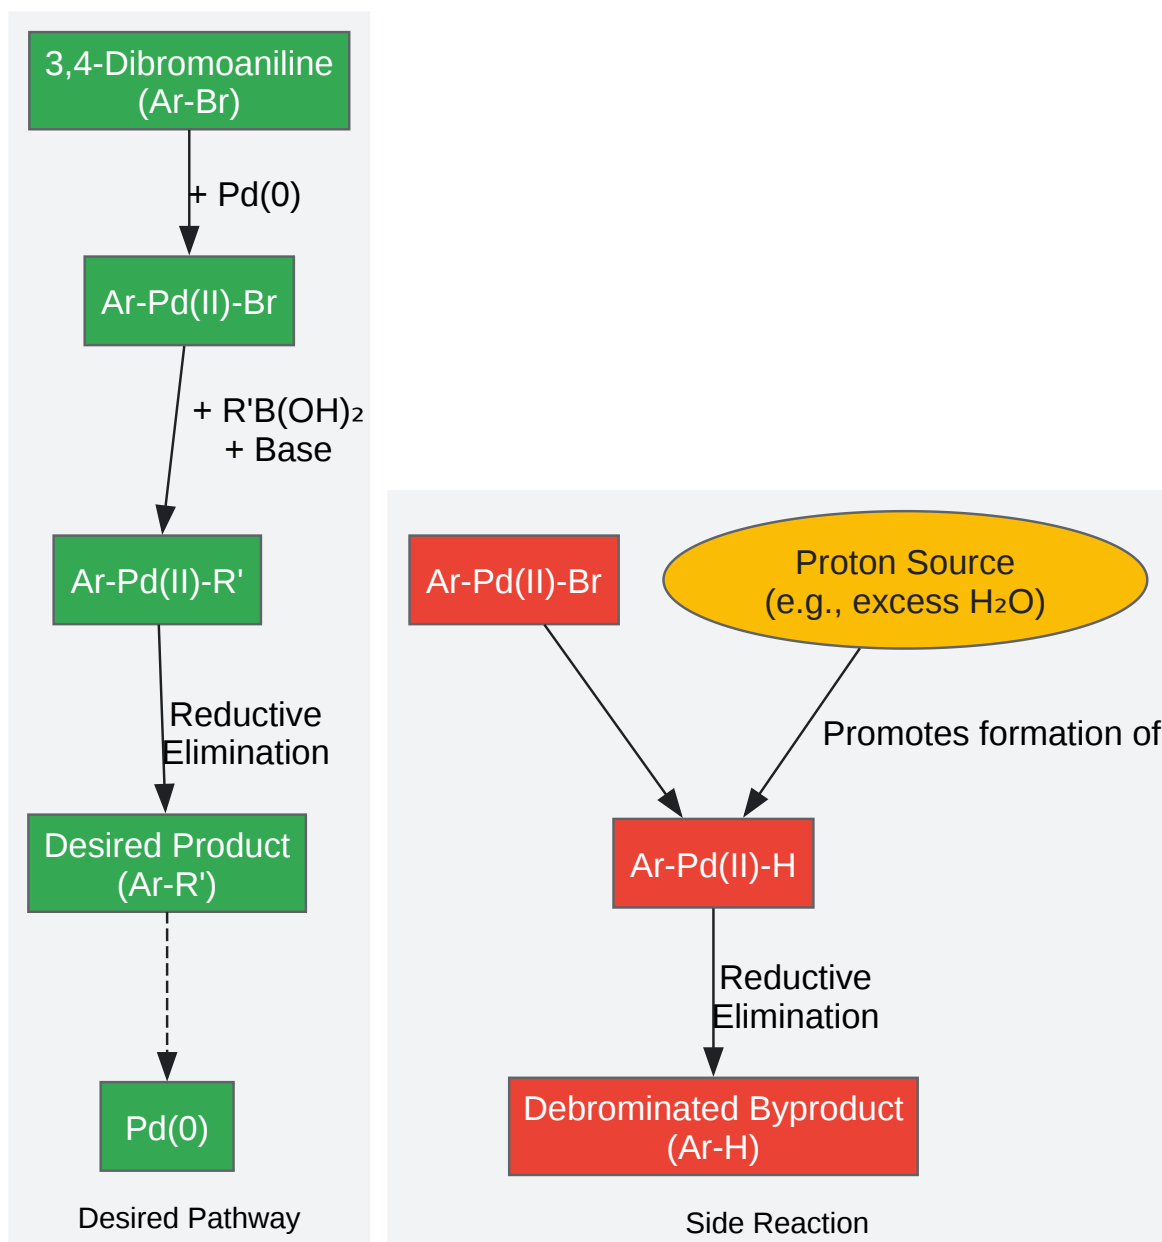 3,4-Dibromoaniline
(Ar-Br)
+ Pd(0)
Ar-Pd(II)-Br
+ R'B(OH)₂
+ Base
Ar-Pd(II)-R'
Reductive
Elimination
Desired Product
(Ar-R')
Pd(0)
Desired Pathway
Ar-Pd(II)-Br
Proton Source
(e.g., excess H₂O)
Promotes formation of
Ar-Pd(II)-H
Reductive
Elimination
Debrominated Byproduct
(Ar-H)
Side Reaction